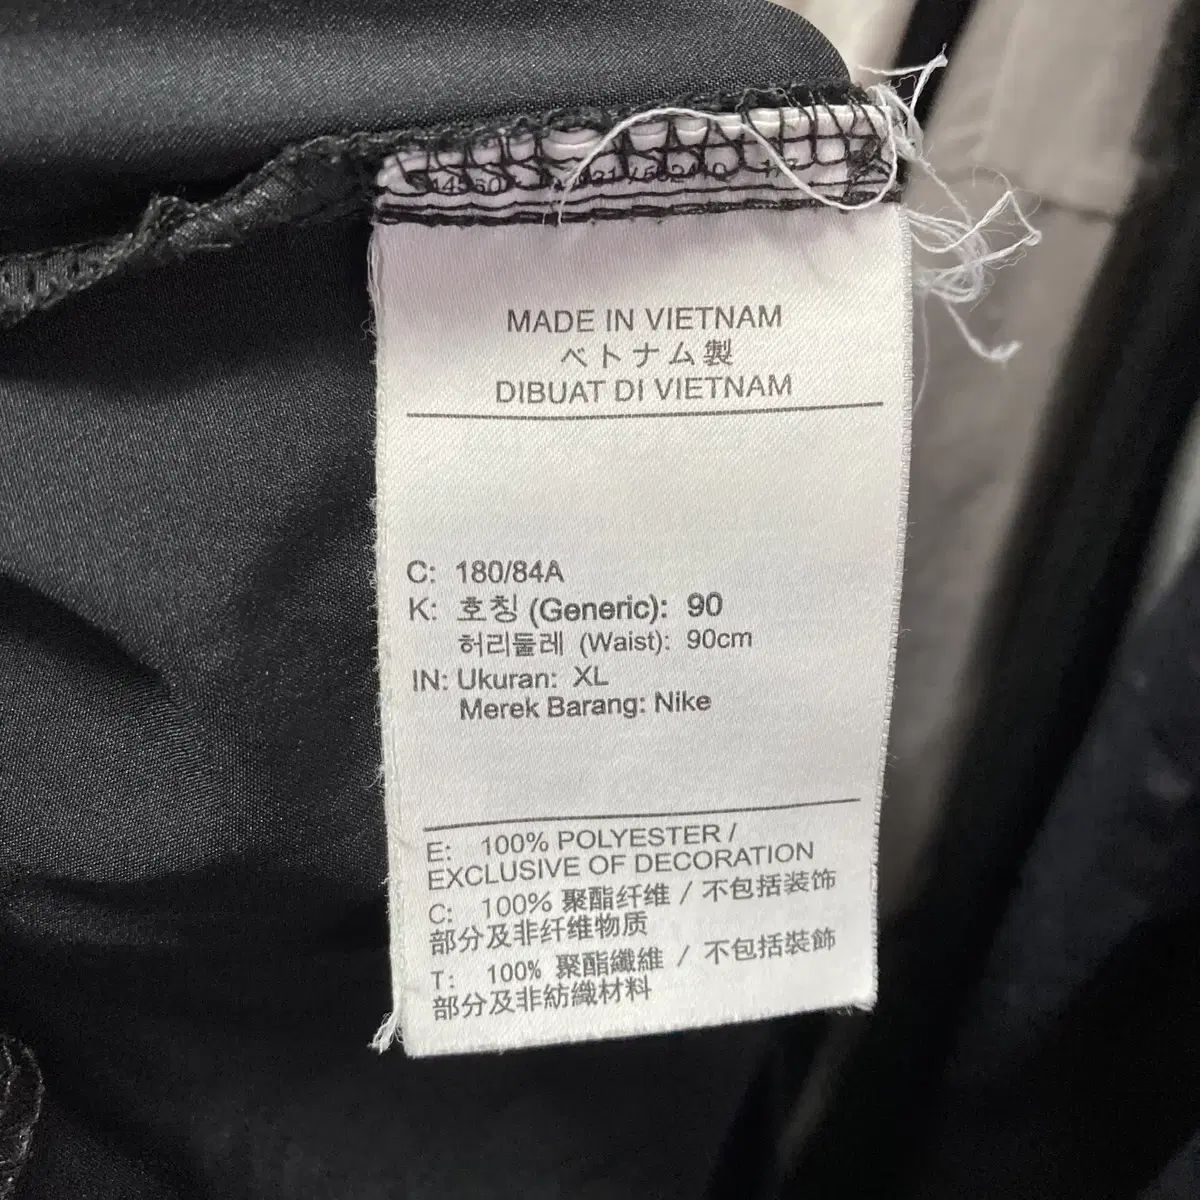 MADE IN VIETNAM
ベトナム製
DIBUAT DI VIETNAM
C: 180/84A
K: 호칭 (Generic): 90
허리둘레 (Waist): 90cm
IN: Ukuran: XL
Merek Barang: Nike
E: 100% POLYESTER /
EXCLUSIVE OF DECORATION
C: 100% 聚酯纤维 / 不包括装饰
部分及非纤维物质
T: 100% 聚酯纖維 / 不包括裝飾
部分及非紡織材料